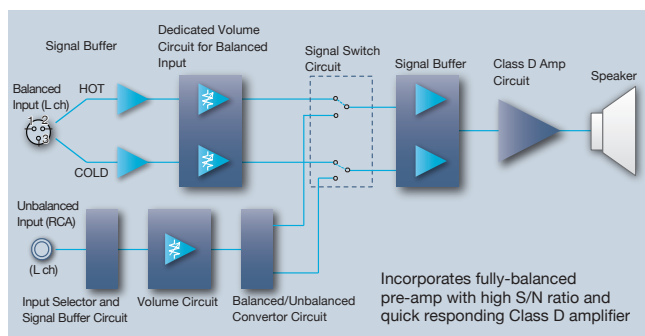 Signal Buffer
Dedicated Volume
Circuit for Balanced
Input
Signal Switch
Circuit
Signal Buffer
Class D Amp
Circuit
Speaker
Balanced
Input (L ch)
HOT
1 2
3
COLD
Unbalanced
Input (RCA)
(L ch)
Input Selector and
Signal Buffer Circuit
Volume Circuit
Balanced/Unbalanced
Convertor Circuit
Incorporates fully-balanced
pre-amp with high S/N ratio and
quick responding Class D amplifier